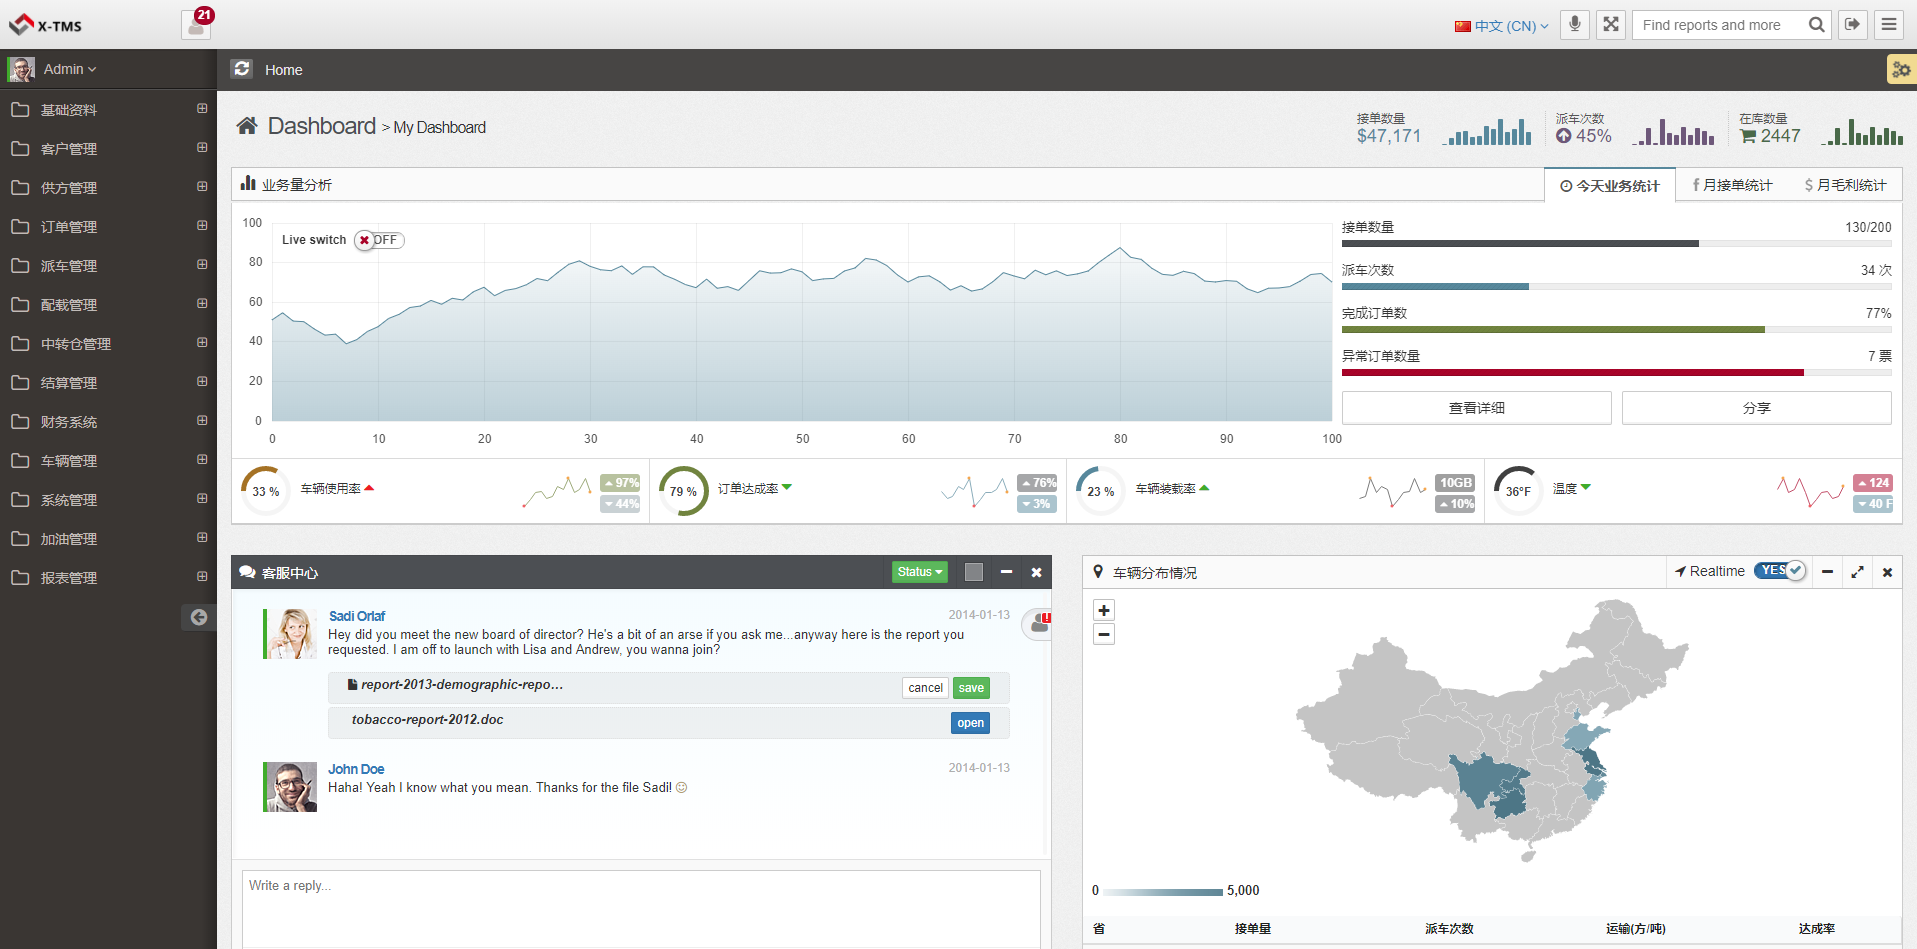 X-TMS
21
中文 (CN)
Find reports and more
Admin
Home
基础资料
客户管理
供方管理
订单管理
派车管理
配载管理
中转仓管理
结算管理
财务系统
车辆管理
系统管理
加油管理
报表管理
Dashboard > My Dashboard
接单数量
$47,171
派车次数
45%
在库数量
2447
业务量分析
今天业务统计
月接单统计
$ 月毛利统计
Live switch
OFF
100
80
60
40
20
0
0 10 20 30 40 50 60 70 80 90 100
接单数量 130/200
派车次数 34 次
完成订单数 77%
异常订单数量 7 票
查看详细
分享
33 %
车辆使用率
97%
44%
79 %
订单达成率
76%
3%
23 %
车辆装载率
10GB
10%
36°F
温度
124
40 F
客服中心
Status
Sadi Orlaf
2014-01-13
Hey did you meet the new board of director? He's a bit of an arse if you ask me...anyway here is the report you
requested. I am off to launch with Lisa and Andrew, you wanna join?
report-2013-demographic-repo...
cancel
save
tobacco-report-2012.doc
open
John Doe
2014-01-13
Haha! Yeah I know what you mean. Thanks for the file Sadi!
Write a reply...
车辆分布情况
Realtime
YES
+
−
0 5,000
省 接单量 派车次数 运输(方/吨) 达成率